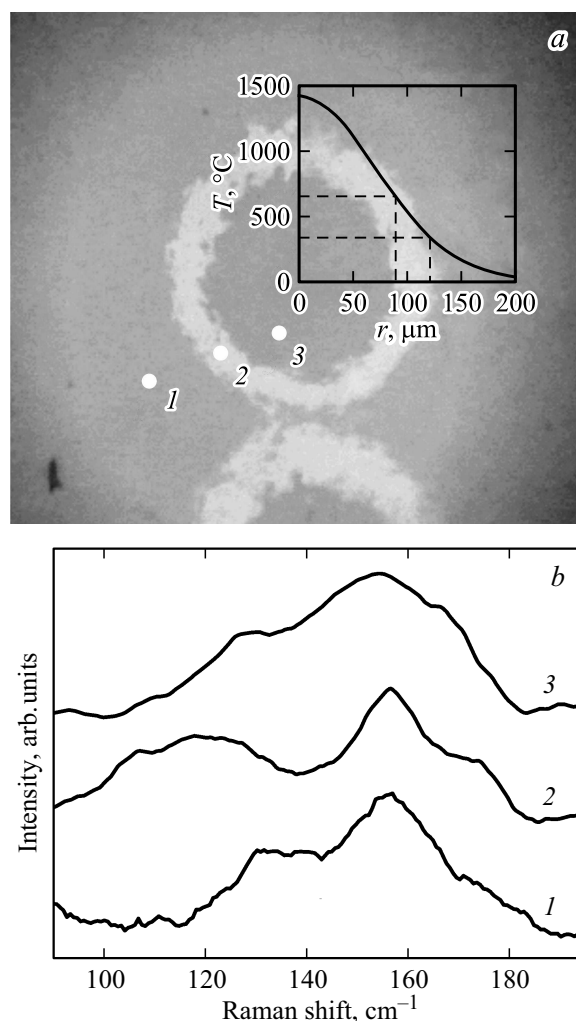 a
1500
1000
500
0
T, °C
0 50 100 150 200
r, μm
3
2
1
b
3
2
1
Intensity, arb. units
100 120 140 160 180
Raman shift, cm⁻¹